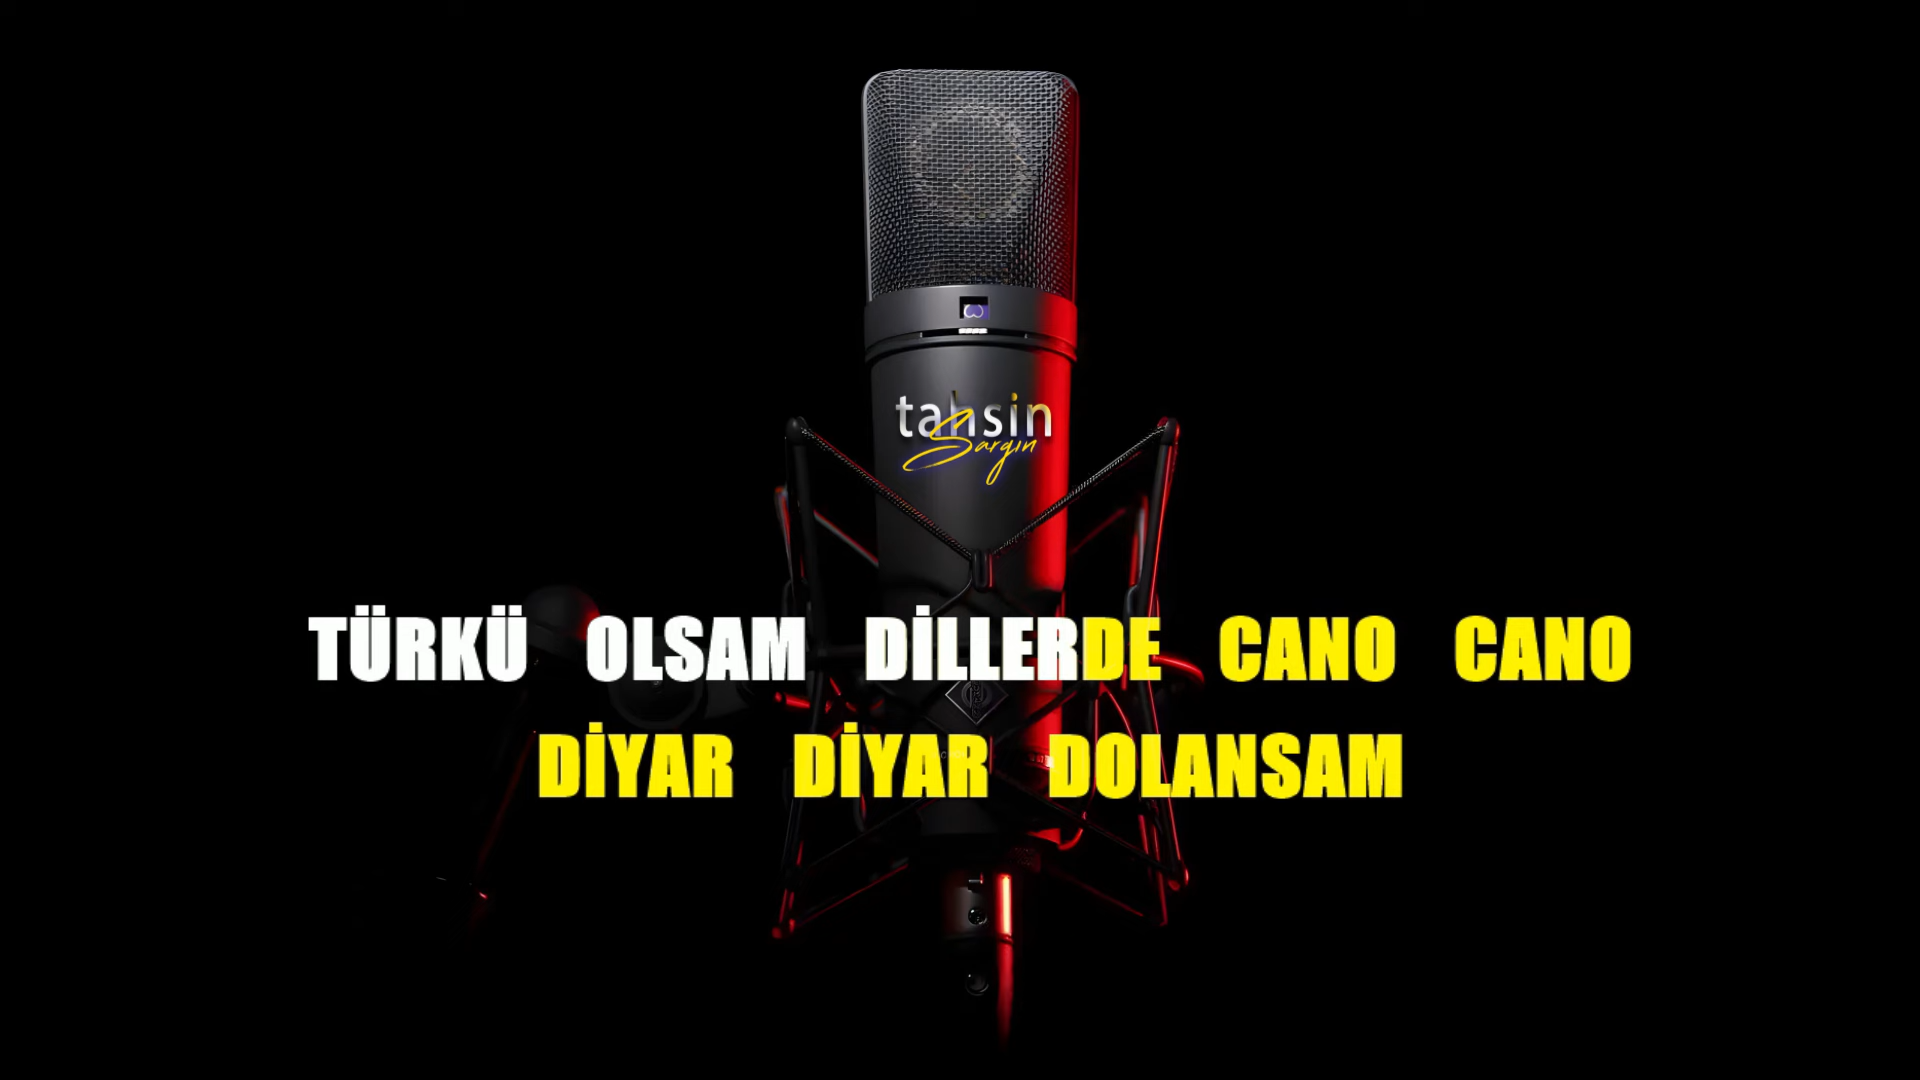 tahsin
Sargın
TÜRKÜ OLSAM DİLLERDE CANO CANO
DİYAR DİYAR DOLANSAM